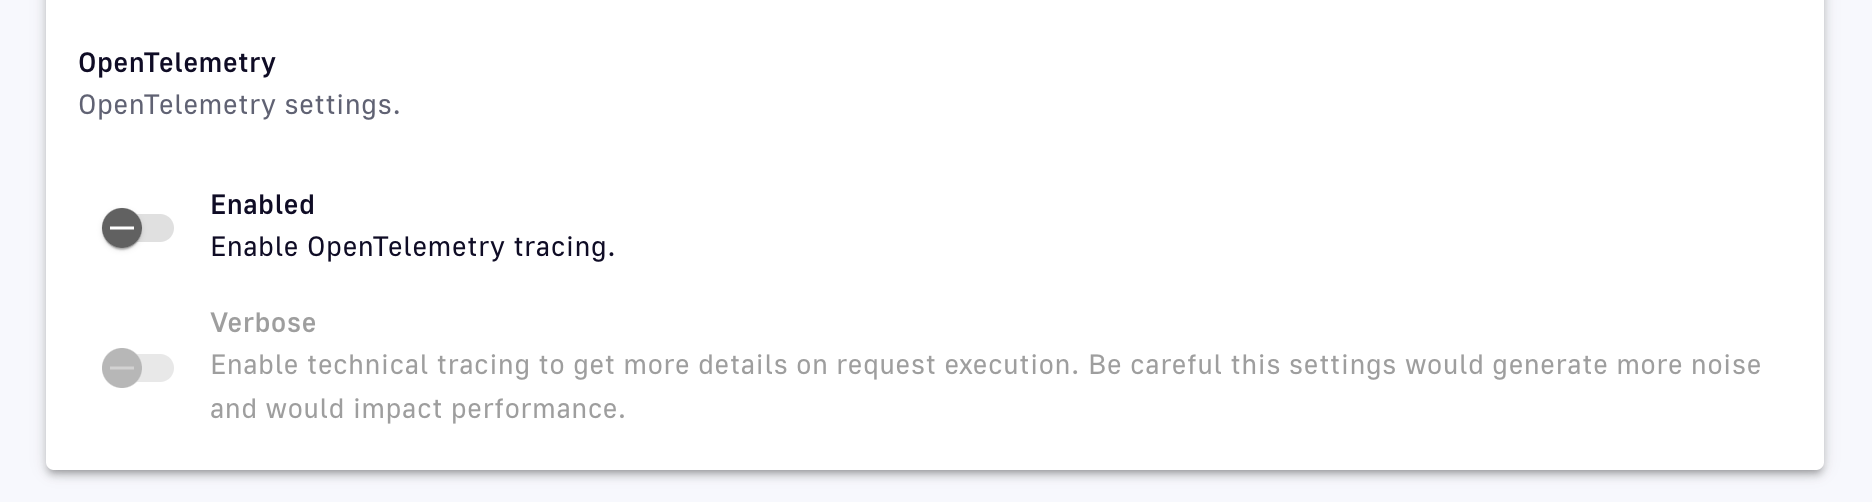 OpenTelemetry
OpenTelemetry settings.
Enabled
Enable OpenTelemetry tracing.
Verbose
Enable technical tracing to get more details on request execution. Be careful this settings would generate more noise
and would impact performance.